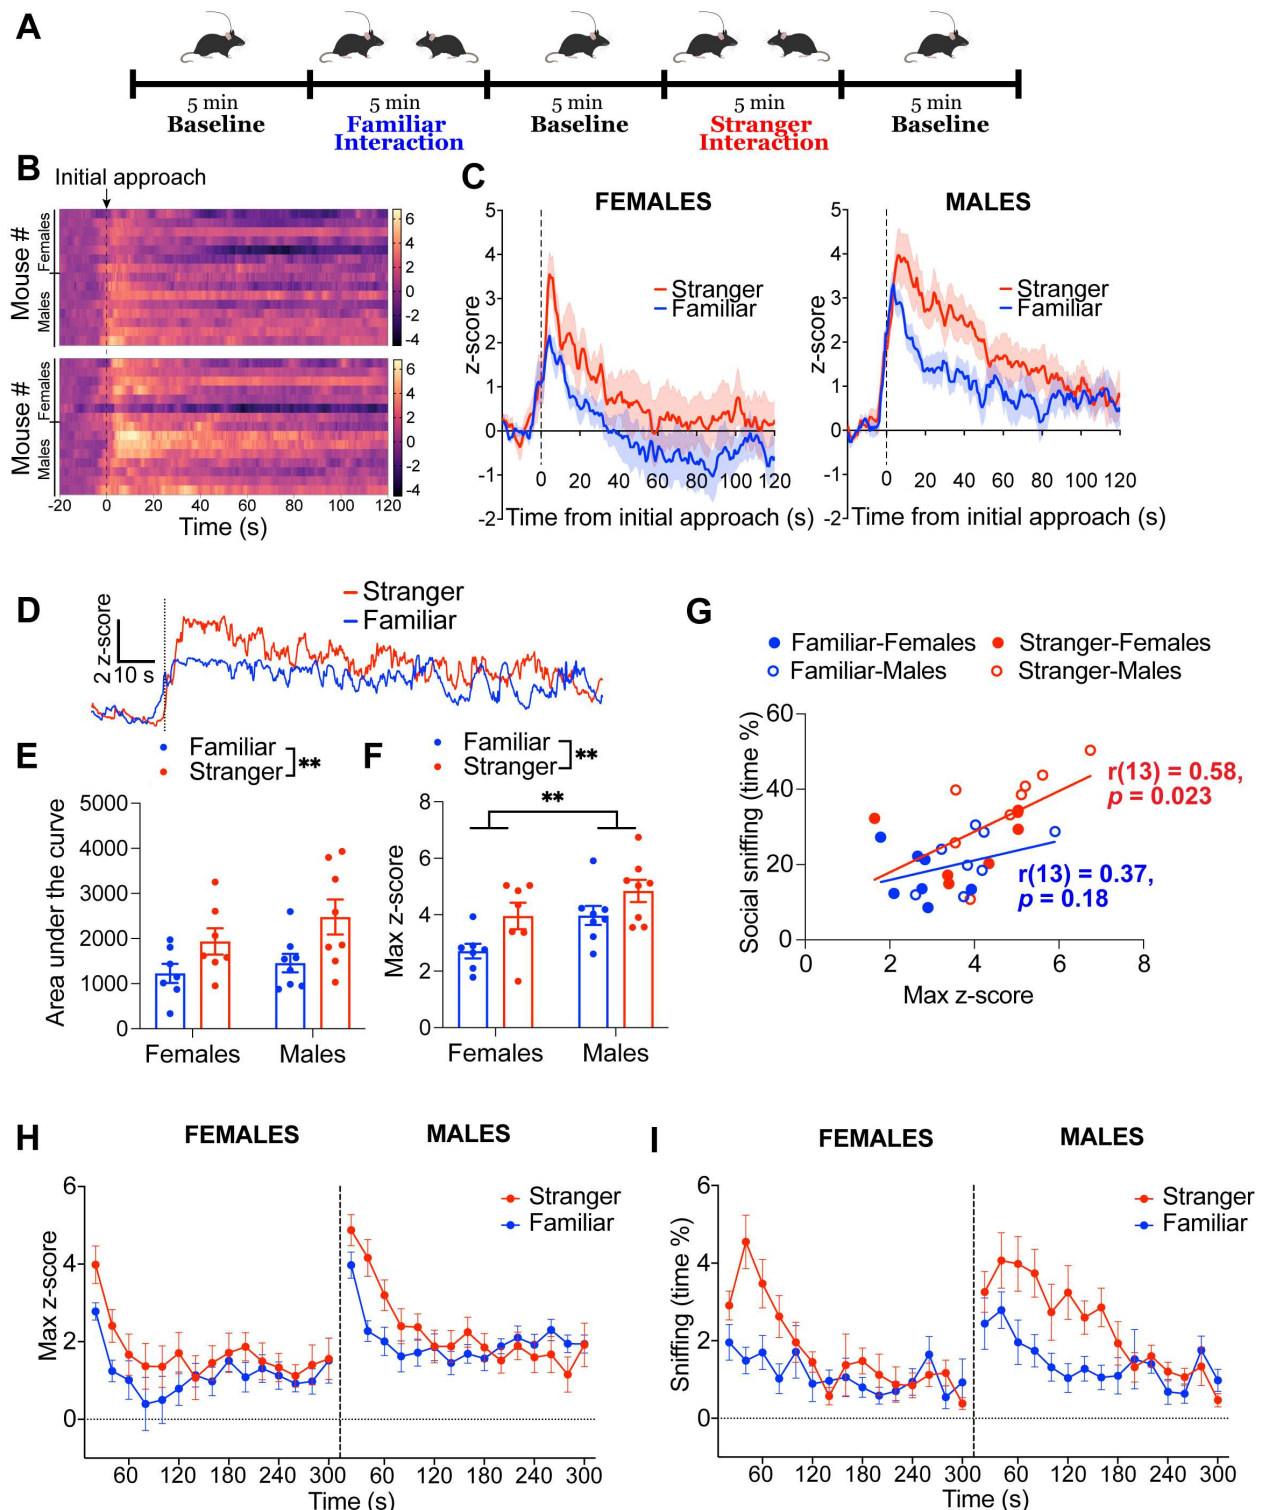 A
5 min 5 min 5 min 5 min 5 min
Baseline Familiar Baseline Stranger Baseline
Interaction Interaction
B
Initial approach
Mouse #
Females
Males
6
4
2
0
-2
-4
Mouse #
Females
Males
6
4
2
0
-2
-4
-20 0 20 40 60 80 100 120
Time (s)
C
FEMALES
z-score
5
4
3
2
1
0
-1
-2
Stranger
Familiar
0 20 40 60 80 100 120
Time from initial approach (s)
MALES
z-score
5
4
3
2
1
0
-1
-2
Stranger
Familiar
0 20 40 60 80 100 120
Time from initial approach (s)
D
2 z-score
10 s
Stranger
Familiar
E
Familiar
Stranger
**
Area under the curve
5000
4000
3000
2000
1000
0
Females Males
F
Familiar
Stranger
**
**
Max z-score
8
6
4
2
0
Females Males
G
Familiar-Females Stranger-Females
Familiar-Males Stranger-Males
Social sniffing (time %)
60
40
20
0
r(13) = 0.58,
p = 0.023
r(13) = 0.37,
p = 0.18
0 2 4 6 8
Max z-score
H
FEMALES MALES
Max z-score
6
4
2
0
Stranger
Familiar
60 120 180 240 300 60 120 180 240 300
Time (s)
I
FEMALES MALES
Sniffing (time %)
6
4
2
0
Stranger
Familiar
60 120 180 240 300 60 120 180 240 300
Time (s)